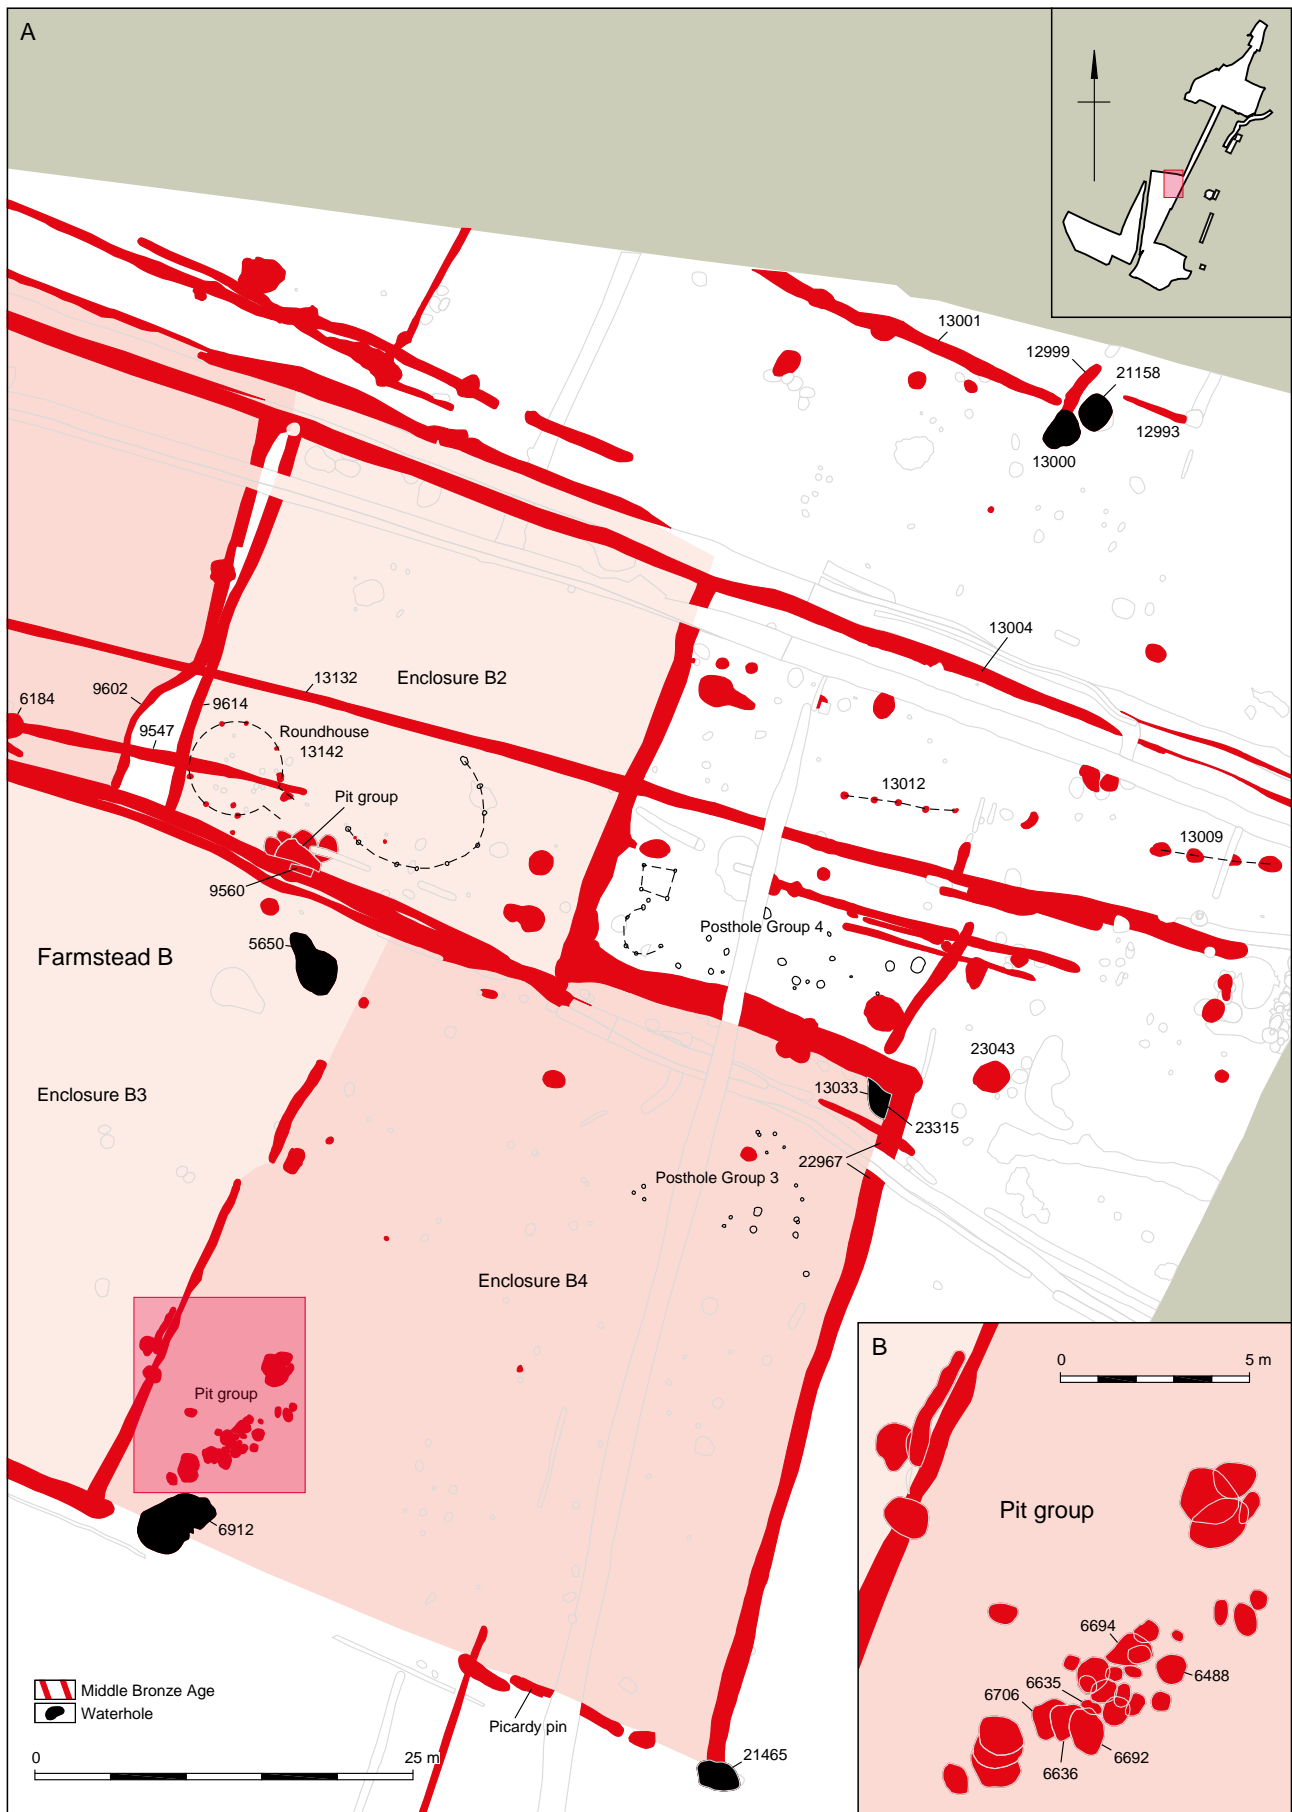 A
13001
12999
21158
12993
13000
13004
Enclosure B2
13132
9602
9614
6184
9547
Roundhouse
13142
Pit group
13012
13009
9560
Posthole Group 4
5650
Farmstead B
23043
13033
Enclosure B3
23315
22967
Posthole Group 3
Enclosure B4
Pit group
6912
Picardy pin
21465
Middle Bronze Age
Waterhole
0 25 m
B
0 5 m
Pit group
6694
6488
6635
6706
6692
6636